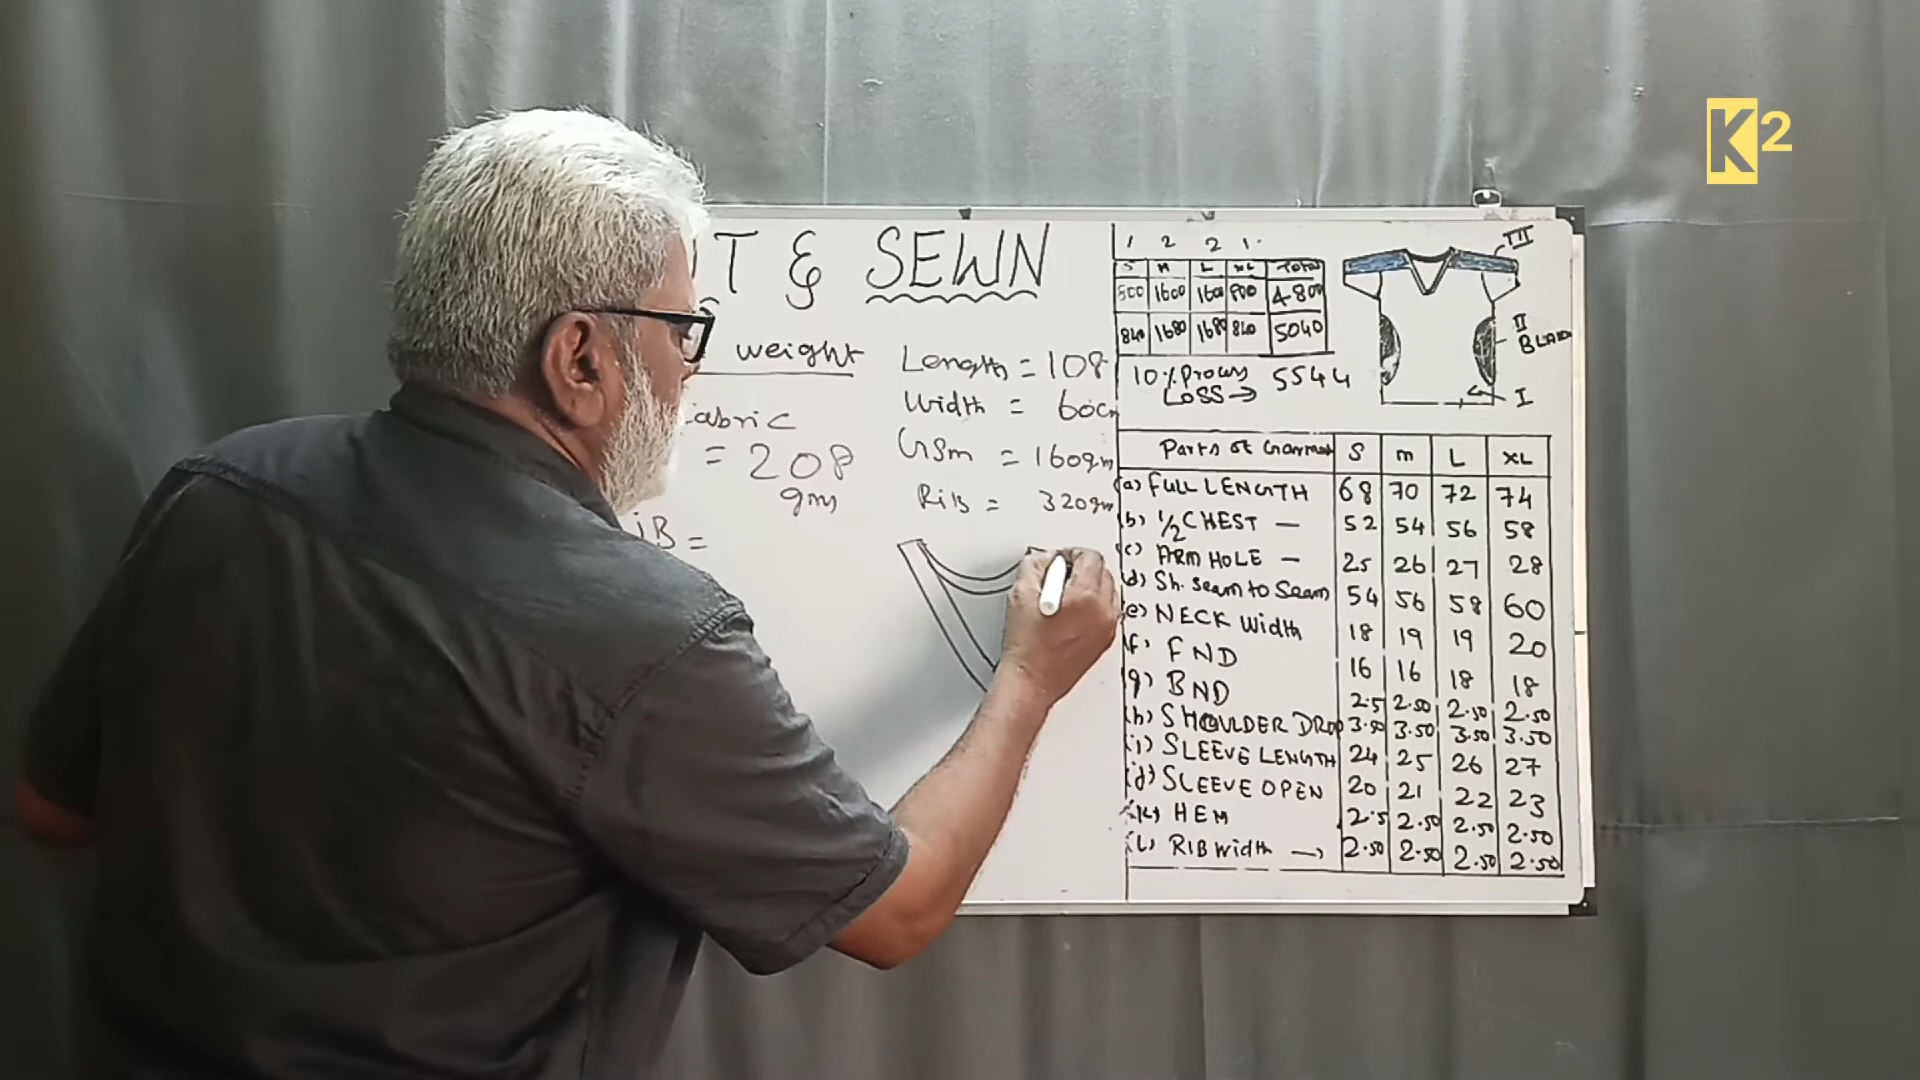 K2
T & SEWN
weight
Length = 108
Width = 60cm
GSm = 160gm
RiB = 320gm
= 208
gms
=
1 2 2 1
S M L XL Total
1600 1600 800 4800
840 1680 1680 840 5040
10% Process
Loss → 5544
III
II
BLACK
I
Parts of Garment S m L XL
(a) FULL LENGTH 68 70 72 74
(b) 1/2 CHEST — 52 54 56 58
(c) ARM HOLE — 25 26 27 28
(d) Sh. Seam to Seam 54 56 58 60
(e) NECK Width 18 19 19 20
(f) FND 16 16 18 18
(g) BND 2.5 2.50 2.50 2.50
(h) SHOULDER DROP 3.50 3.50 3.50 3.50
(i) SLEEVE LENGTH 24 25 26 27
(j) SLEEVE OPEN 20 21 22 23
(k) HEM 2.5 2.50 2.50 2.50
(l) RIB Width → 2.50 2.50 2.50 2.50